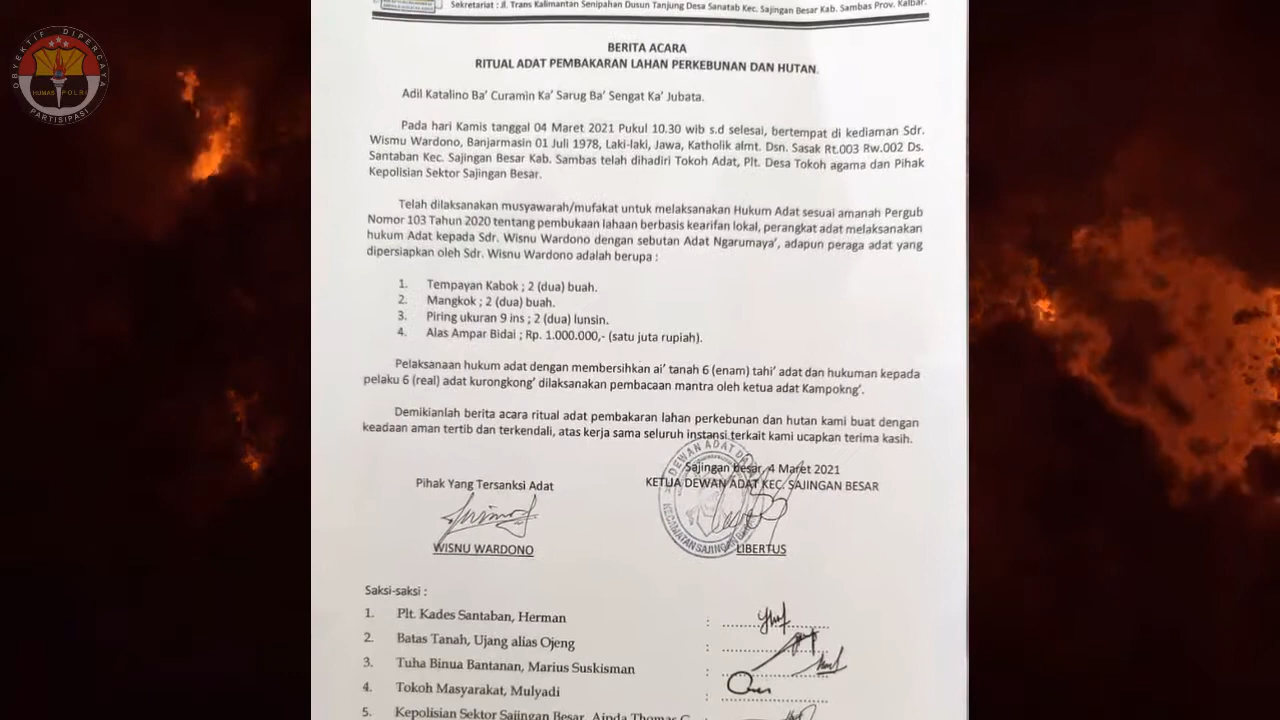 OBYEKTIF DIPERCAYA
HUMAS POLRI
PARTISIPASI
Sekretariat : Jl. Trans Kalimantan Senipahan Dusun Tanjung Desa Sanatab Kec. Sajingan Besar Kab. Sambas Prov. Kalbar.
BERITA ACARA
RITUAL ADAT PEMBAKARAN LAHAN PERKEBUNAN DAN HUTAN.
Adil Katalino Ba’ Curamin Ka’ Sarug Ba’ Sengat Ka’ Jubata.
Pada hari Kamis tanggal 04 Maret 2021 Pukul 10.30 wib s.d selesai, bertempat di kediaman Sdr.
Wismu Wardono, Banjarmasin 01 Juli 1978, Laki-laki, Jawa, Katholik almt. Dsn. Sasak Rt.003 Rw.002 Ds.
Santaban Kec. Sajingan Besar Kab. Sambas telah dihadiri Tokoh Adat, Plt. Desa Tokoh agama dan Pihak
Kepolisian Sektor Sajingan Besar.
Telah dilaksanakan musyawarah/mufakat untuk melaksanakan Hukum Adat sesuai amanah Pergub
Nomor 103 Tahun 2020 tentang pembukaan lahaan berbasis kearifan lokal, perangkat adat melaksanakan
hukum Adat kepada Sdr. Wisnu Wardono dengan sebutan Adat Ngarumaya’, adapun peraga adat yang
dipersiapkan oleh Sdr. Wisnu Wardono adalah berupa :
1. Tempayan Kabok ; 2 (dua) buah.
2. Mangkok ; 2 (dua) buah.
3. Piring ukuran 9 ins ; 2 (dua) lunsin.
4. Alas Ampar Bidai ; Rp. 1.000.000,- (satu juta rupiah).
Pelaksanaan hukum adat dengan membersihkan ai’ tanah 6 (enam) tahi’ adat dan hukuman kepada
pelaku 6 (real) adat kurongkong’ dilaksanakan pembacaan mantra oleh ketua adat Kampokng’.
Demikianlah berita acara ritual adat pembakaran lahan perkebunan dan hutan kami buat dengan
keadaan aman tertib dan terkendali, atas kerja sama seluruh instansi terkait kami ucapkan terima kasih.
Sajingan besar, 4 Maret 2021
Pihak Yang Tersanksi Adat
KETUA DEWAN ADAT KEC. SAJINGAN BESAR
DEWAN ADAT
KECAMATAN SAJINGAN
WISNU WARDONO
LIBERTUS
Saksi-saksi :
1. Plt. Kades Santaban, Herman :
2. Batas Tanah, Ujang alias Ojeng :
3. Tuha Binua Bantanan, Marius Suskisman :
4. Tokoh Masyarakat, Mulyadi :
5. Kepolisian Sektor Sajingan Besar, Aipda Thomas